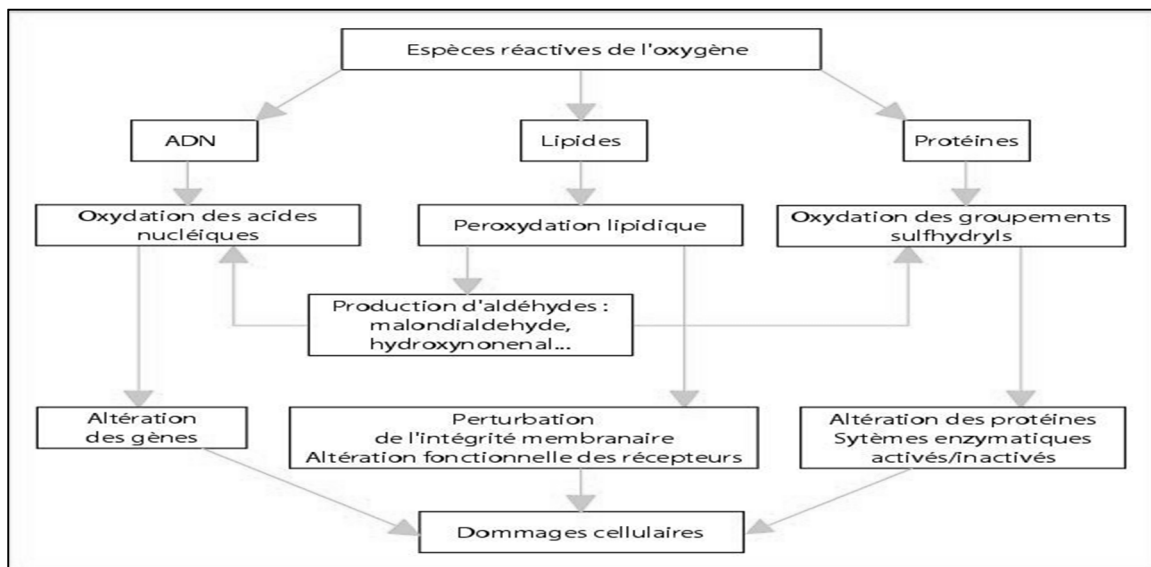 Espèces réactives de l'oxygène
ADN
Lipides
Protéines
Oxydation des acides
nucléiques
Peroxydation lipidique
Oxydation des groupements
sulfhydryls
Production d'aldéhydes :
malondialdehyde,
hydroxynonenal...
Altération
des gènes
Perturbation
de l'intégrité membranaire
Altération fonctionnelle des récepteurs
Altération des protéines
Sytèmes enzymatiques
activés/inactivés
Dommages cellulaires